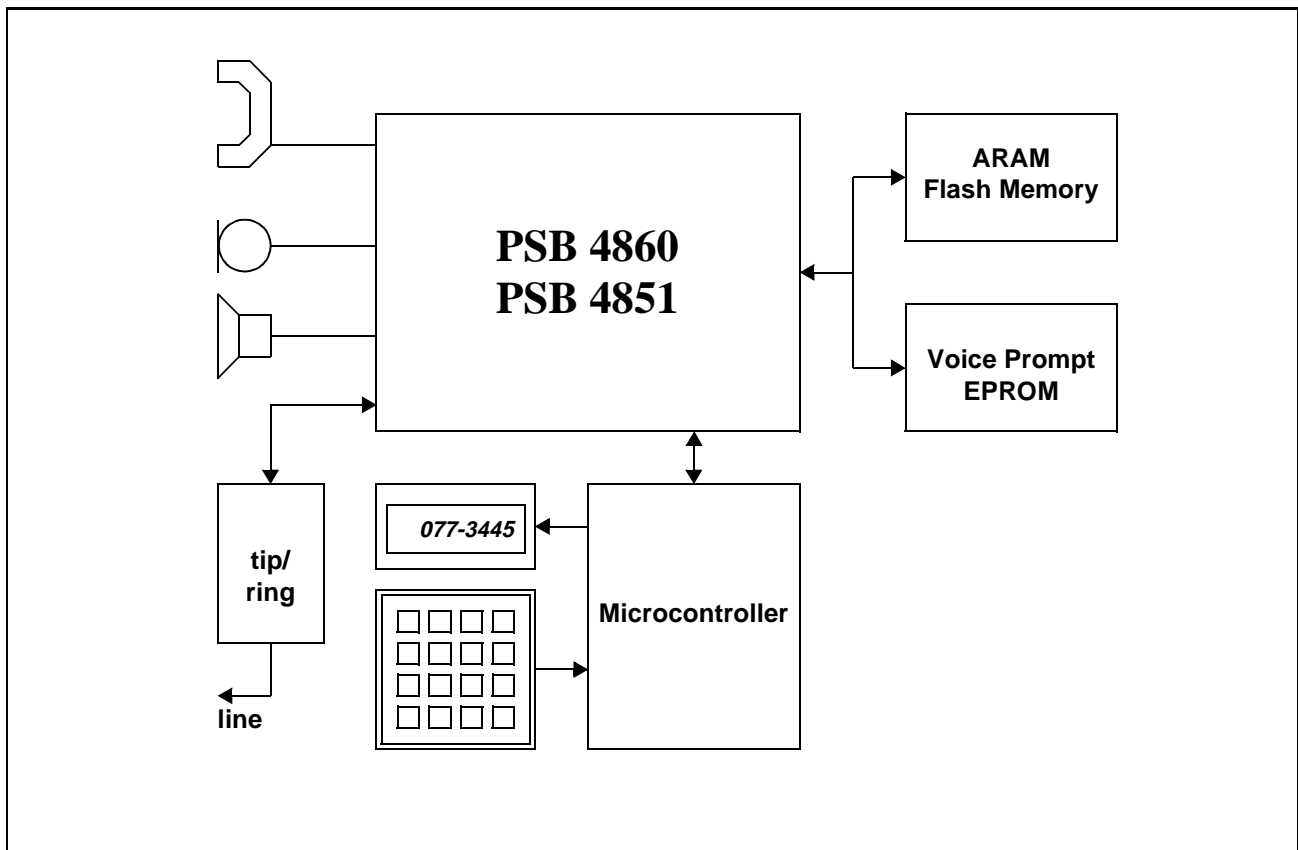 PSB 4860
PSB 4851
ARAM
Flash Memory
Voice Prompt
EPROM
tip/
ring
077-3445
Microcontroller
line